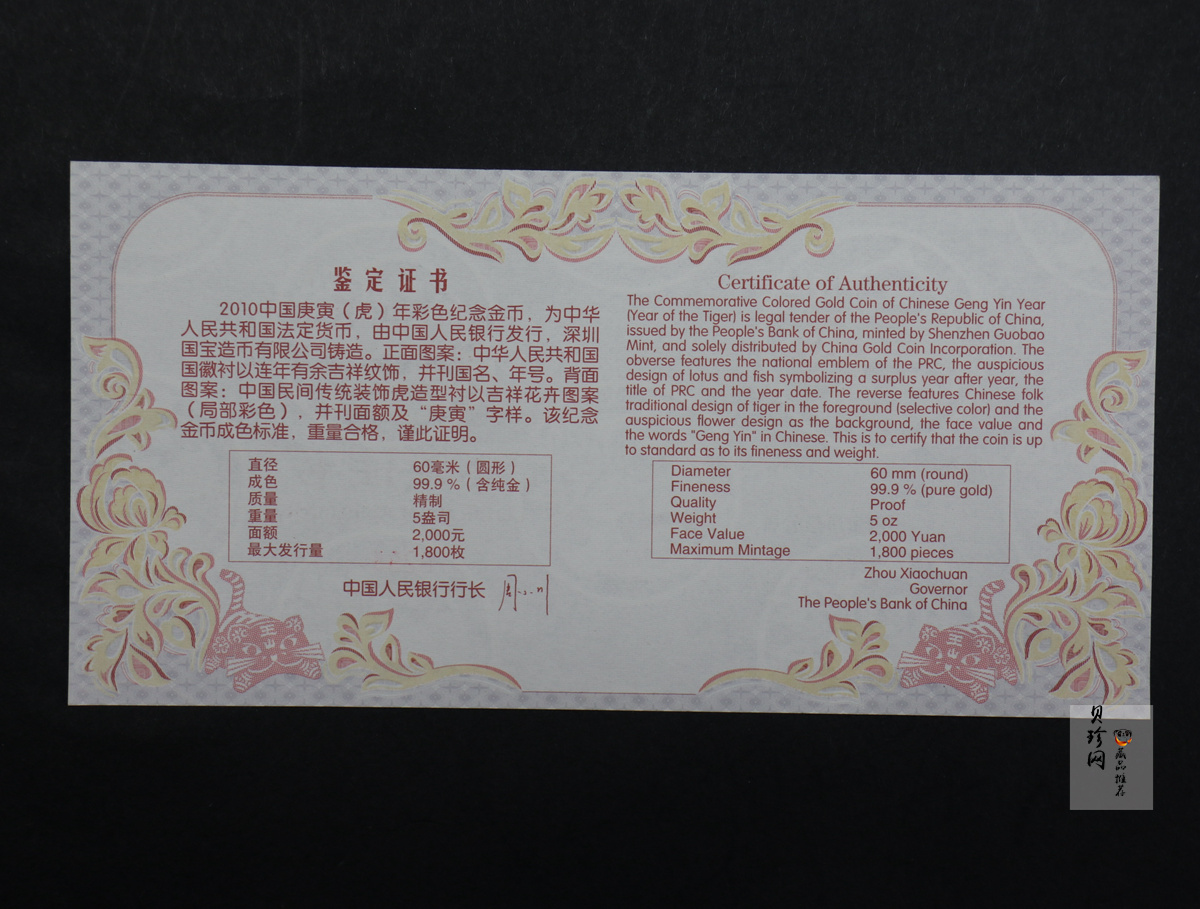 鉴定证书
2010中国庚寅（虎）年彩色纪念金币，为中华
人民共和国法定货币，由中国人民银行发行，深圳
国宝造币有限公司铸造。正面图案：中华人民共和国
国徽衬以连年有余吉祥纹饰，并刊国名、年号。背面
图案：中国民间传统装饰虎造型衬以吉祥花卉图案
（局部彩色），并刊面额及“庚寅”字样。该纪念
金币成色标准，重量合格，谨此证明。
直径 60毫米（圆形）
成色 99.9％（含纯金）
质量 精制
重量 5盎司
面额 2,000元
最大发行量 1,800枚
中国人民银行行长 周小川
Certificate of Authenticity
The Commemorative Colored Gold Coin of Chinese Geng Yin Year
(Year of the Tiger) is legal tender of the People's Republic of China,
issued by the People's Bank of China, minted by Shenzhen Guobao
Mint, and solely distributed by China Gold Coin Incorporation. The
obverse features the national emblem of the PRC, the auspicious
design of lotus and fish symbolizing a surplus year after year, the
title of PRC and the year date. The reverse features Chinese folk
traditional design of tiger in the foreground (selective color) and the
auspicious flower design as the background, the face value and
the words "Geng Yin" in Chinese. This is to certify that the coin is up
to standard as to its fineness and weight.
Diameter 60 mm (round)
Fineness 99.9 % (pure gold)
Quality Proof
Weight 5 oz
Face Value 2,000 Yuan
Maximum Mintage 1,800 pieces
Zhou Xiaochuan
Governor
The People's Bank of China
王
王
贝珍网
藏品推荐